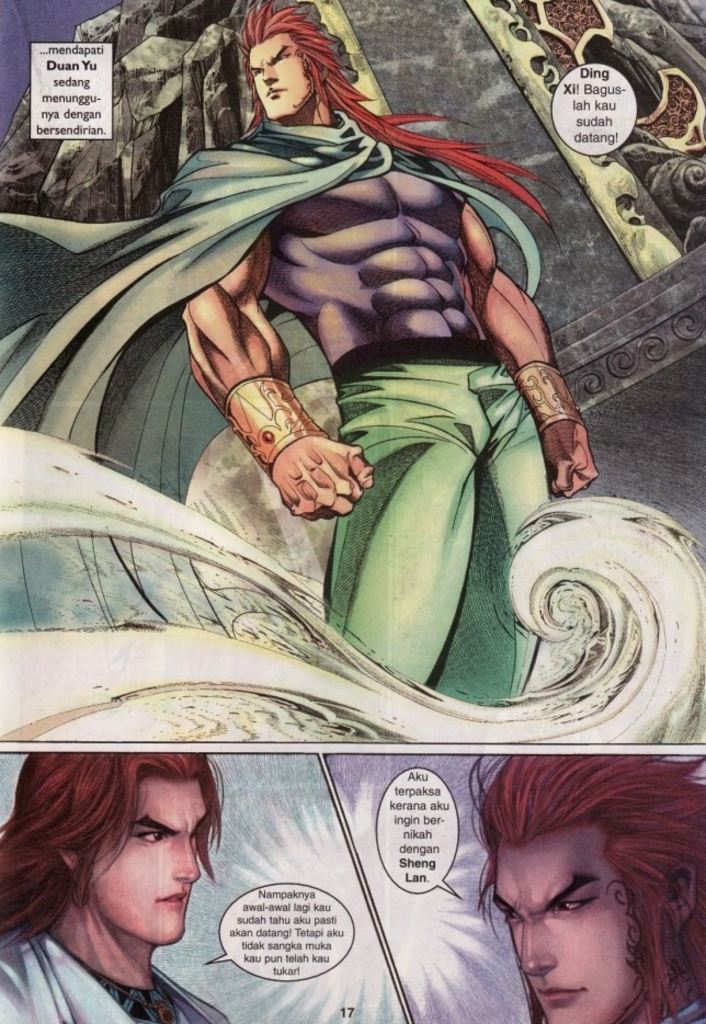 ...mendapati
Duan Yu
sedang
menunggu-
nya dengan
bersendirian.
Ding
Xi! Bagus-
lah kau
sudah
datang!
Nampaknya
awal-awal lagi kau
sudah tahu aku pasti
akan datang! Tetapi aku
tidak sangka muka
kau pun telah kau
tukar!
Aku
terpaksa
kerana aku
ingin ber-
nikah
dengan
Sheng
Lan.
17